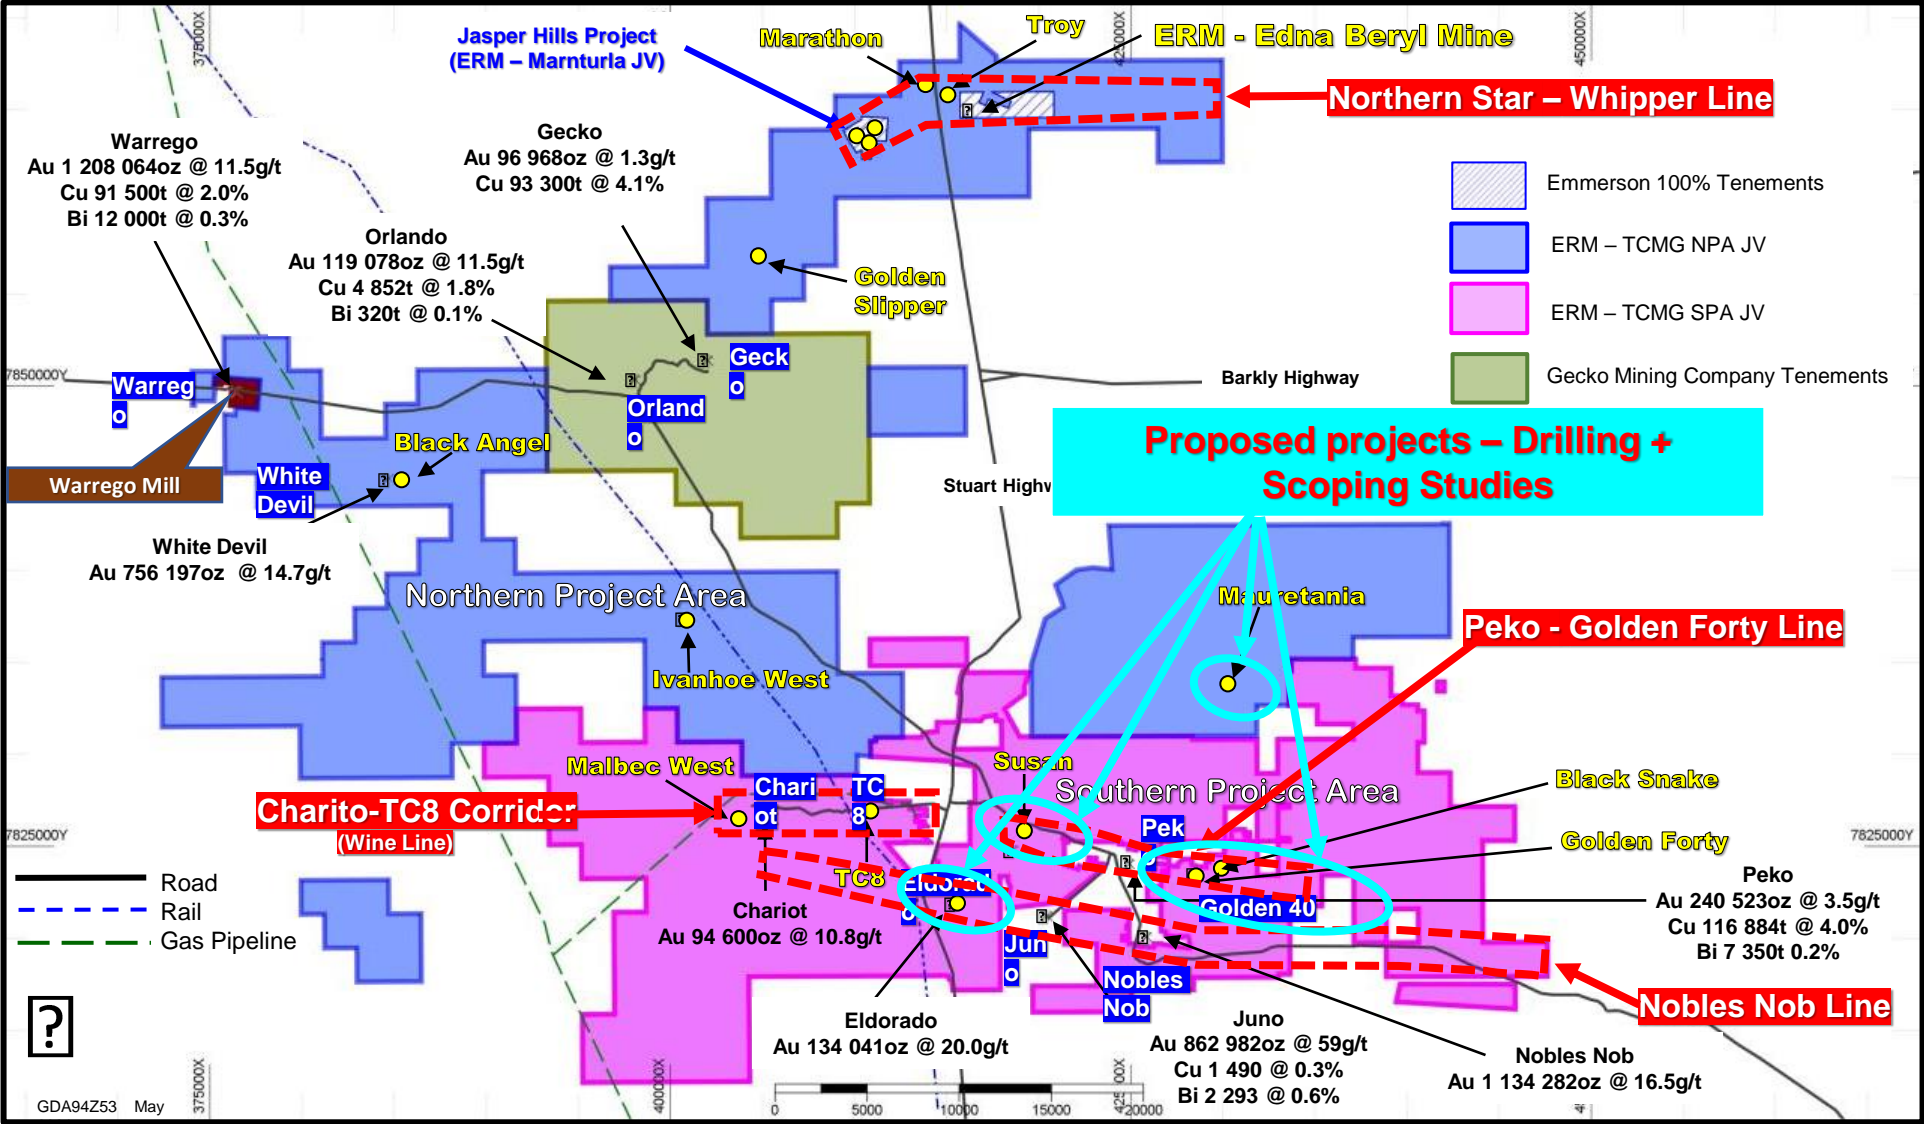 375000X
425000X
450000X
Jasper Hills Project
(ERM – Marnturla JV)
Marathon
Troy
ERM - Edna Beryl Mine
Northern Star – Whipper Line
Warrego
Au 1 208 064oz @ 11.5g/t
Cu 91 500t @ 2.0%
Bi 12 000t @ 0.3%
Gecko
Au 96 968oz @ 1.3g/t
Cu 93 300t @ 4.1%
Orlando
Au 119 078oz @ 11.5g/t
Cu 4 852t @ 1.8%
Bi 320t @ 0.1%
Golden
Slipper
Emmerson 100% Tenements
ERM – TCMG NPA JV
ERM – TCMG SPA JV
Gecko Mining Company Tenements
7850000Y
Warreg
o
Geck
o
Orland
o
Barkly Highway
Black Angel
White
Devil
Warrego Mill
Stuart Highw
Proposed projects – Drilling +
Scoping Studies
White Devil
Au 756 197oz @ 14.7g/t
Northern Project Area
Mauretania
Peko - Golden Forty Line
Ivanhoe West
Malbec West
Chari
ot
TC
8
Susan
Southern Project Area
Black Snake
Charito-TC8 Corridor
(Wine Line)
7825000Y
7825000Y
Pek
Golden Forty
TC8
Eldorad
o
Golden 40
Peko
Au 240 523oz @ 3.5g/t
Cu 116 884t @ 4.0%
Bi 7 350t 0.2%
Road
Rail
Gas Pipeline
Chariot
Au 94 600oz @ 10.8g/t
Jun
o
Nobles
Nob
Nobles Nob Line
Eldorado
Au 134 041oz @ 20.0g/t
Juno
Au 862 982oz @ 59g/t
Cu 1 490 @ 0.3%
Bi 2 293 @ 0.6%
Nobles Nob
Au 1 134 282oz @ 16.5g/t
375000X
400000X
0
5000
10000
15000
20000
GDA94Z53 May